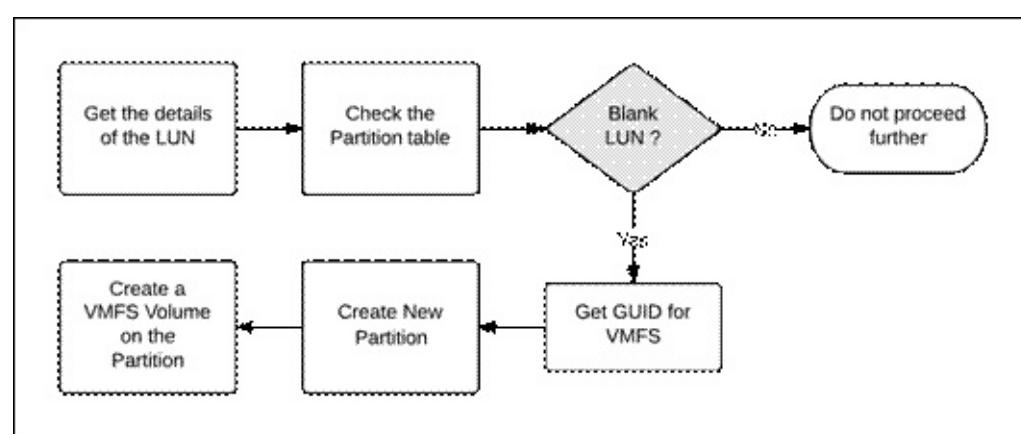 Get the details
of the LUN
Check the
Partition table
Blank
LUN ?
No
Do not proceed
further
Yes
Create a
VMFS Volume
on the
Partition
Create New
Partition
Get GUID for
VMFS